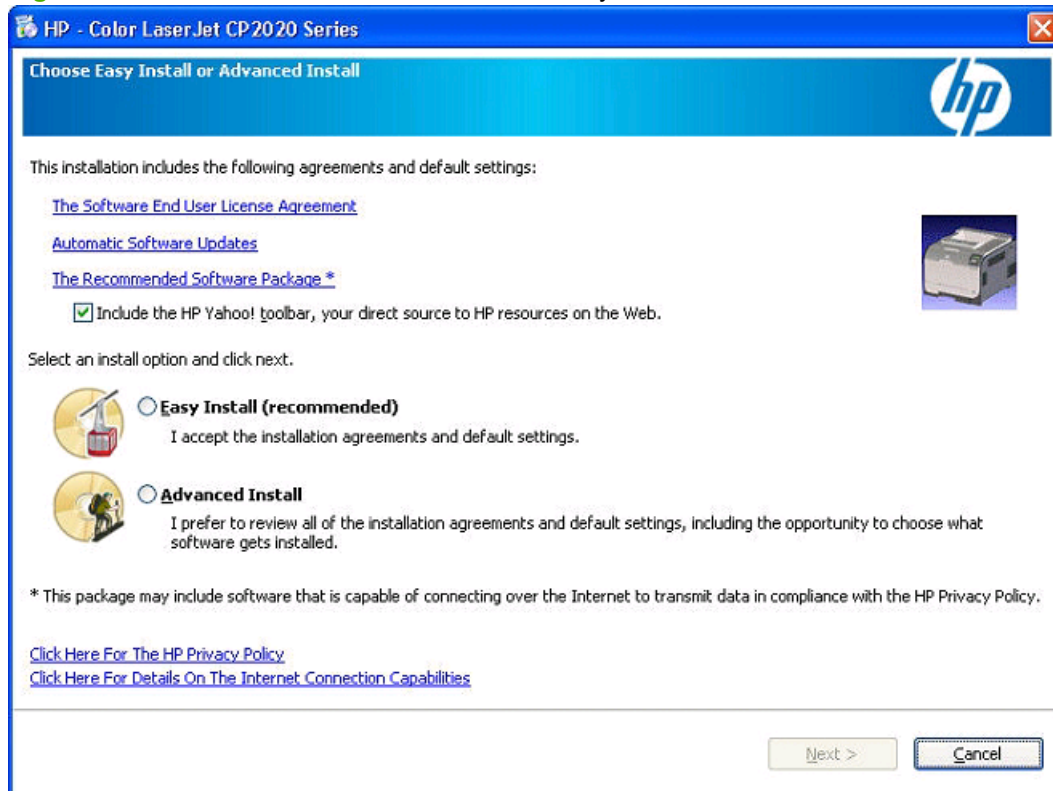 HP - Color LaserJet CP2020 Series
Choose Easy Install or Advanced Install
hp
This installation includes the following agreements and default settings:
The Software End User License Agreement
Automatic Software Updates
The Recommended Software Package *
Include the HP Yahoo! toolbar, your direct source to HP resources on the Web.
Select an install option and click next.
Easy Install (recommended)
I accept the installation agreements and default settings.
Advanced Install
I prefer to review all of the installation agreements and default settings, including the opportunity to choose what
software gets installed.
* This package may include software that is capable of connecting over the Internet to transmit data in compliance with the HP Privacy Policy.
Click Here For The HP Privacy Policy
Click Here For Details On The Internet Connection Capabilities
Next >
Cancel